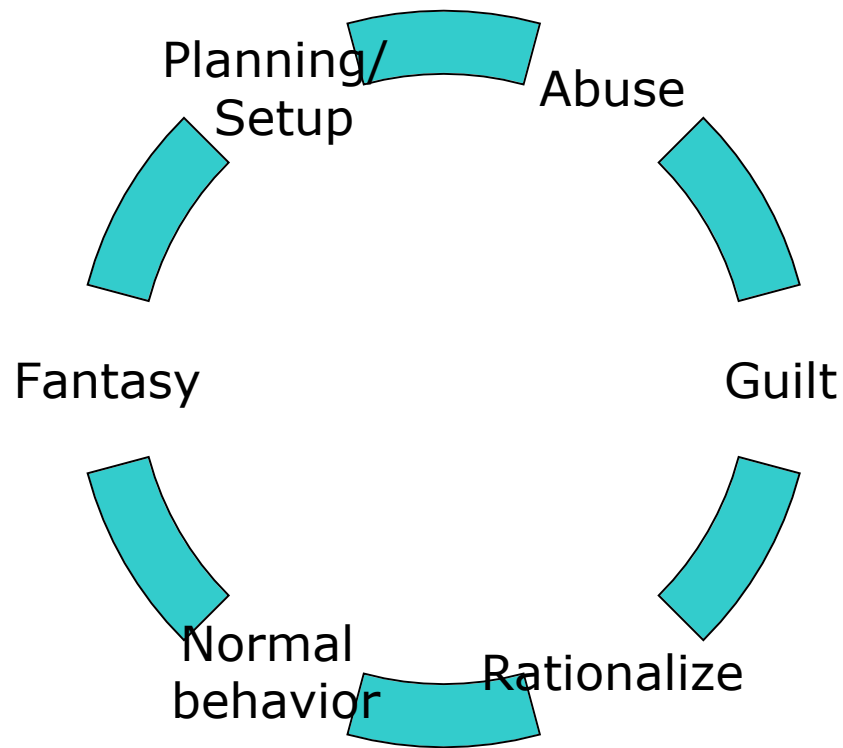 Planning/
Setup
Abuse
Fantasy
Guilt
Normal
behavior
Rationalize